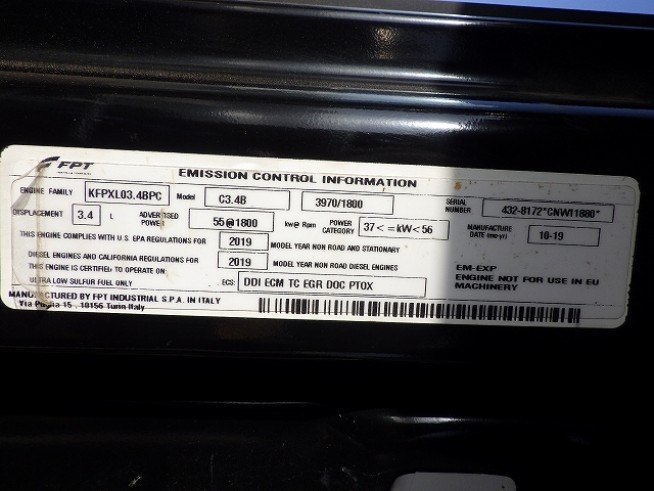 FPT
EMISSION CONTROL INFORMATION
ENGINE FAMILY KFPXL03.4BPC Model C3.4B 3970/1800 SERIAL NUMBER 432-8172*CNW11880*
DISPLACEMENT 3.4 L ADVERTISED POWER 55@1800 kw@ Rpm POWER CATEGORY 37< = kW< 56 MANUFACTURE DATE (mm-yr) 10-19
THIS ENGINE COMPLIES WITH U.S. EPA REGULATIONS FOR 2019 MODEL YEAR NON ROAD AND STATIONARY
DIESEL ENGINES AND CALIFORNIA REGULATIONS FOR 2019 MODEL YEAR NON ROAD DIESEL ENGINES
THIS ENGINE IS CERTIFIED TO OPERATE ON
ULTRA LOW SULFUR FUEL ONLY ECS: DDI ECM TC EGR DOC PTOX
EM-EXP
ENGINE NOT FOR USE IN EU
MACHINERY
MANUFACTURED BY FPT INDUSTRIAL S.P.A. IN ITALY
Via Puglia 15 - 10156 Turin Italy